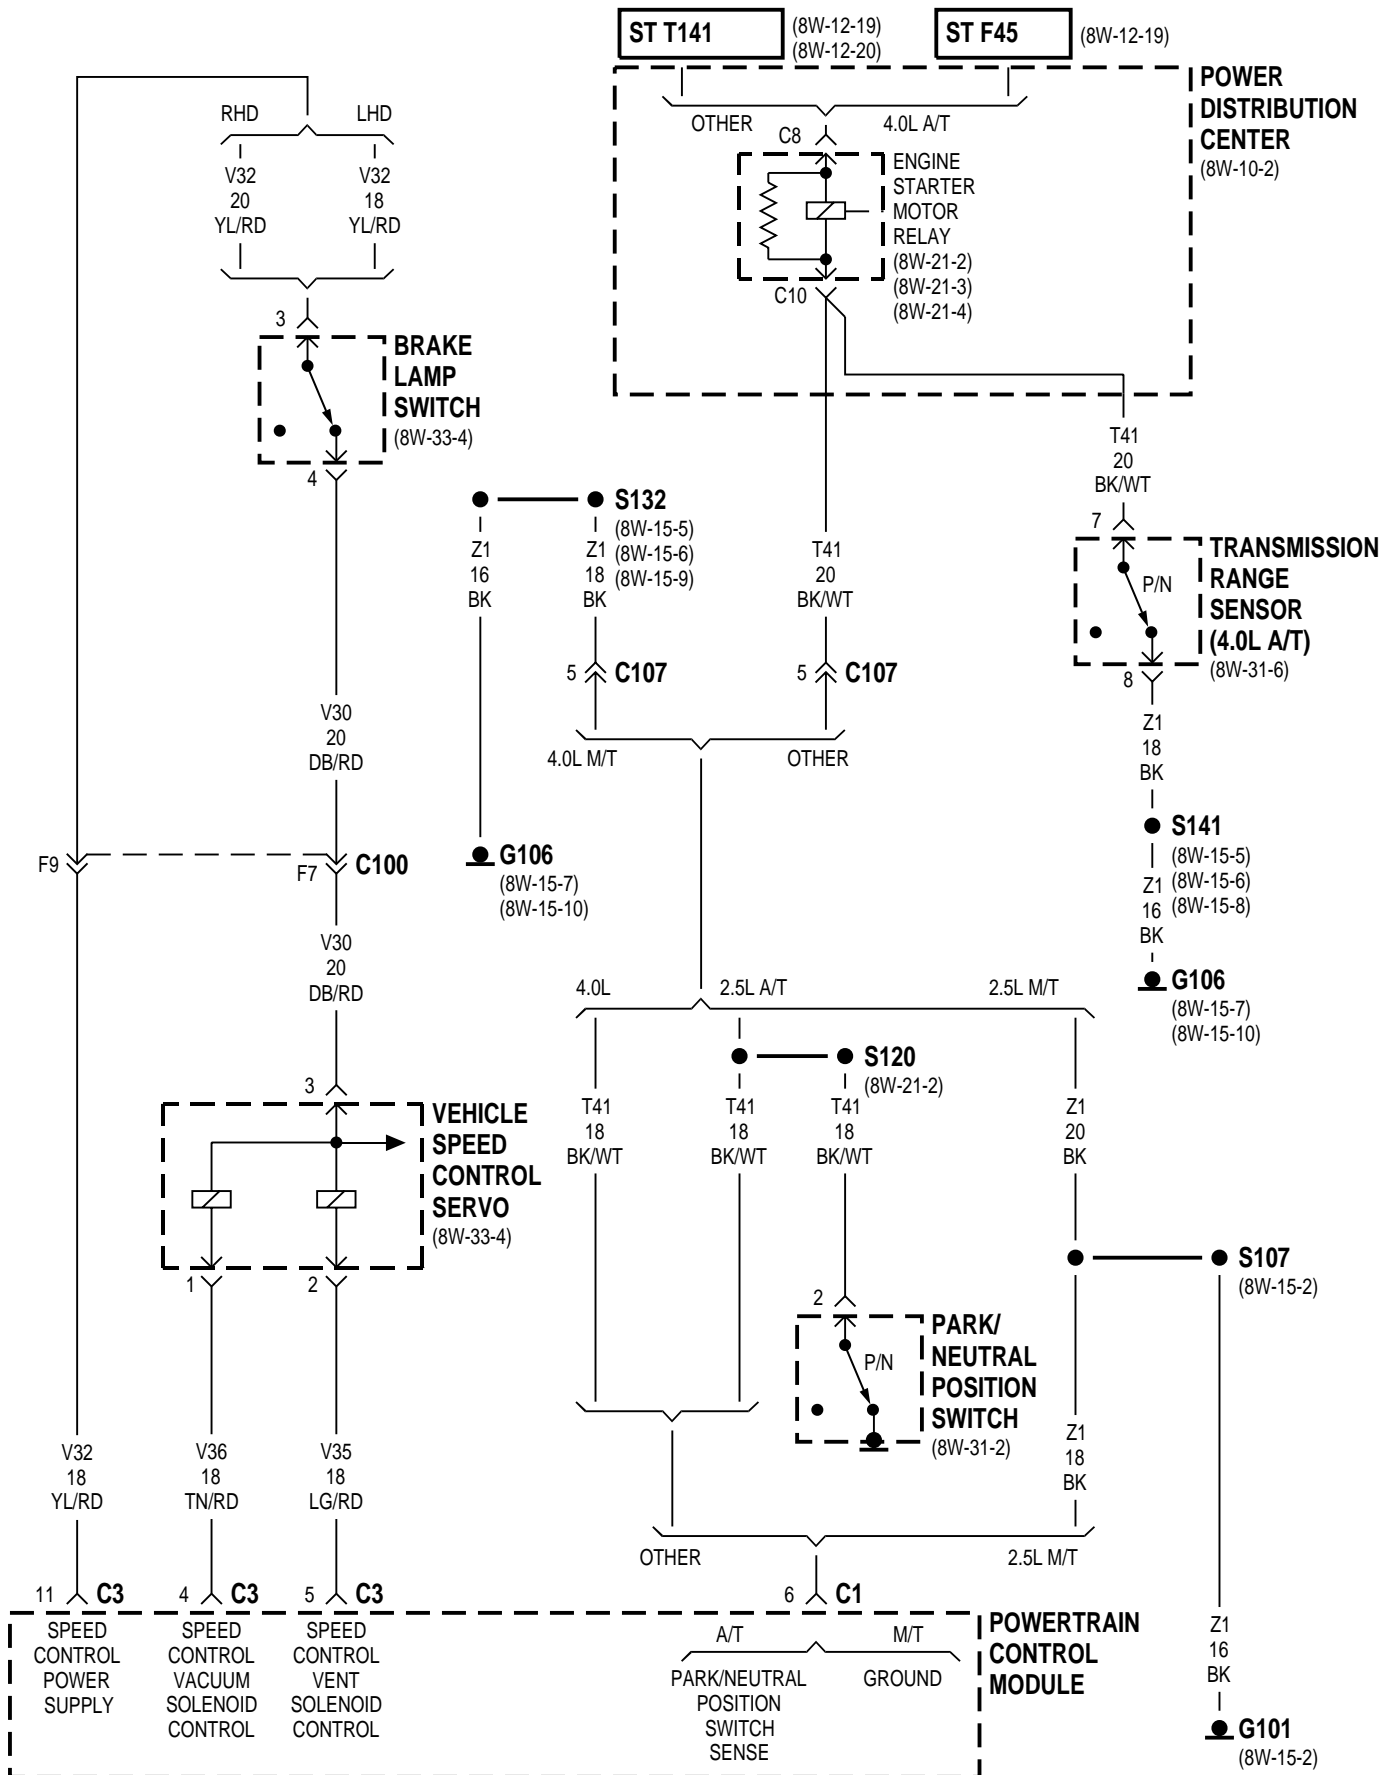 ST T141
(8W-12-19)
(8W-12-20)
ST F45
(8W-12-19)
POWER
DISTRIBUTION
CENTER
(8W-10-2)
OTHER
4.0L A/T
C8
ENGINE
STARTER
MOTOR
RELAY
(8W-21-2)
(8W-21-3)
(8W-21-4)
C10
RHD
LHD
V32
20
YL/RD
V32
18
YL/RD
3
BRAKE
LAMP
SWITCH
(8W-33-4)
4
T41
20
BK/WT
7
TRANSMISSION
RANGE
SENSOR
(4.0L A/T)
(8W-31-6)
P/N
8
S132
(8W-15-5)
(8W-15-6)
(8W-15-9)
Z1
16
BK
Z1
18
BK
T41
20
BK/WT
5
C107
5
C107
4.0L M/T
OTHER
V30
20
DB/RD
Z1
18
BK
S141
(8W-15-5)
(8W-15-6)
(8W-15-8)
Z1
16
BK
G106
(8W-15-7)
(8W-15-10)
F9
F7
C100
G106
(8W-15-7)
(8W-15-10)
V30
20
DB/RD
4.0L
2.5L A/T
2.5L M/T
S120
(8W-21-2)
3
VEHICLE
SPEED
CONTROL
SERVO
(8W-33-4)
T41
18
BK/WT
T41
18
BK/WT
T41
18
BK/WT
Z1
20
BK
1
2
S107
(8W-15-2)
2
PARK/
NEUTRAL
POSITION
SWITCH
(8W-31-2)
P/N
V32
18
YL/RD
V36
18
TN/RD
V35
18
LG/RD
Z1
18
BK
OTHER
2.5L M/T
11
C3
4
C3
5
C3
6
C1
SPEED
CONTROL
POWER
SUPPLY
SPEED
CONTROL
VACUUM
SOLENOID
CONTROL
SPEED
CONTROL
VENT
SOLENOID
CONTROL
A/T
M/T
PARK/NEUTRAL
POSITION
SWITCH
SENSE
GROUND
POWERTRAIN
CONTROL
MODULE
Z1
16
BK
G101
(8W-15-2)